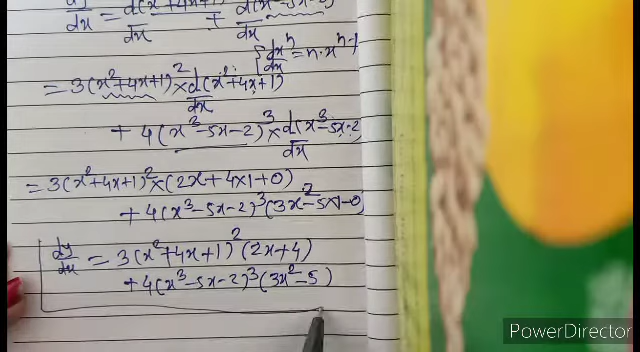 dy/dx = d(x²+4x+1)/dx + d(x³-5x-2)/dx
{dxⁿ/dx = n·xⁿ⁻¹
= 3(x²+4x+1)² × d(x²+4x+1)/dx
+ 4(x³-5x-2)³ × d(x³-5x-2/dx
= 3(x²+4x+1)² × (2x+4×1+0)
+ 4(x³-5x-2)³(3x²-5×1-0)
dy/dx = 3(x²+4x+1)²(2x+4)
+ 4(x³-5x-2)³(3x²-5)
PowerDirector